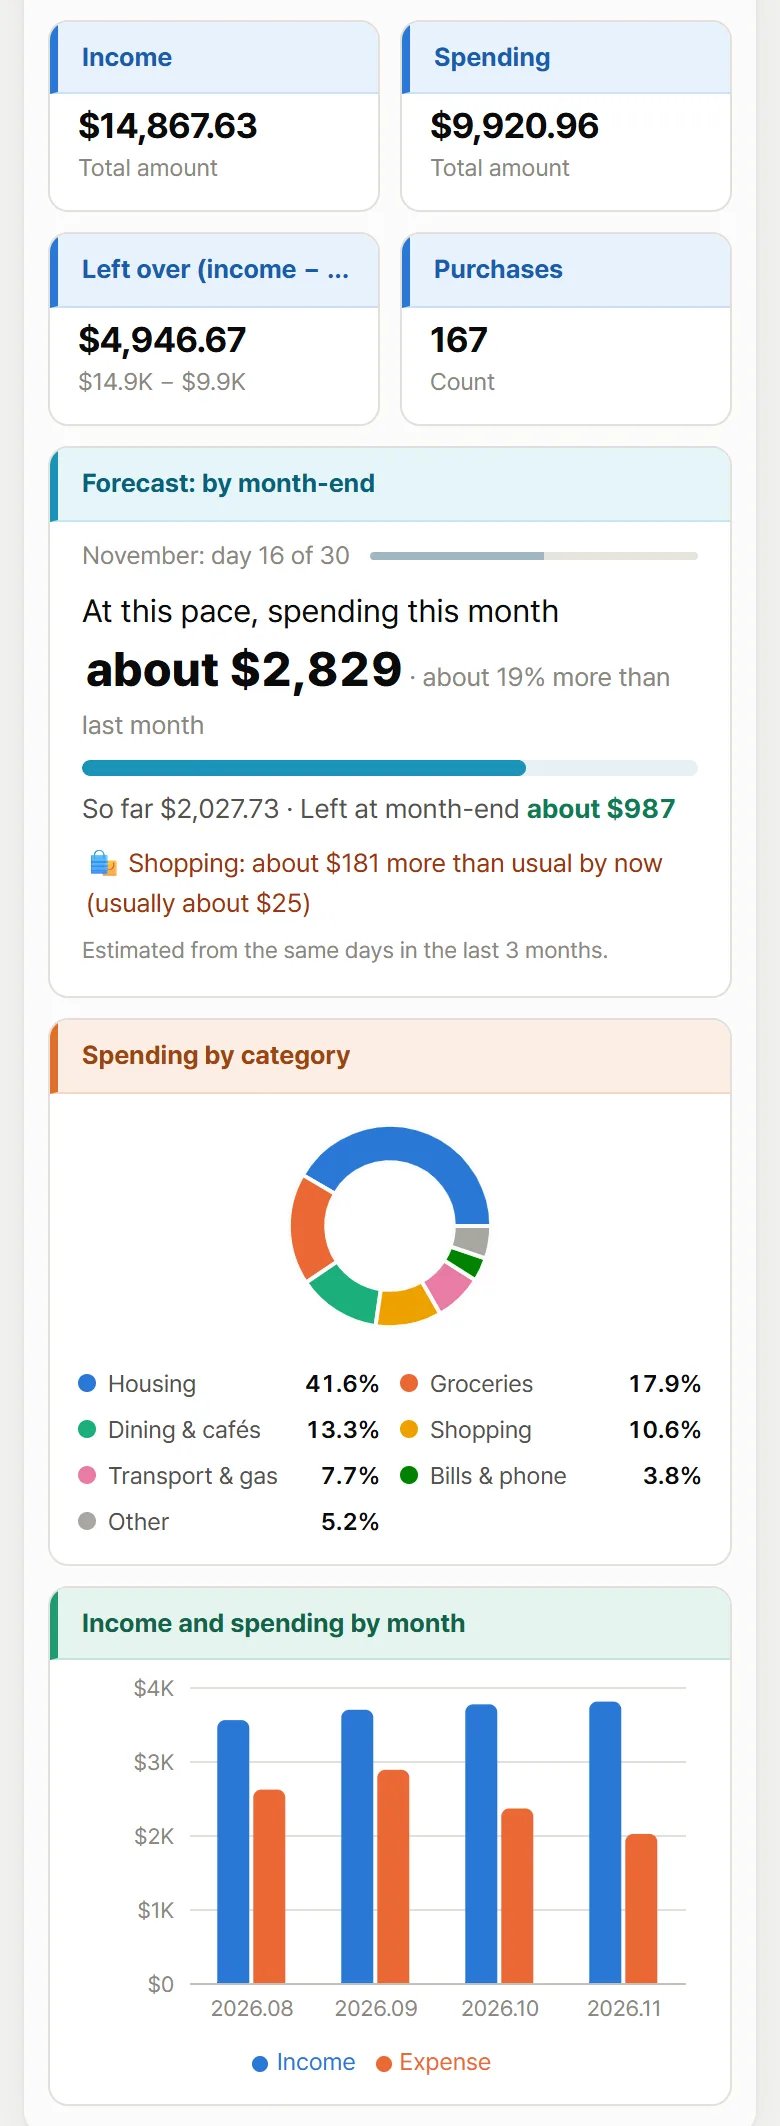 Income
$14,867.63
Total amount
Spending
$9,920.96
Total amount
Left over (income − ...
$4,946.67
$14.9K − $9.9K
Purchases
167
Count
Forecast: by month-end
November: day 16 of 30
At this pace, spending this month
about $2,829 · about 19% more than
last month
So far $2,027.73 · Left at month-end about $987
🛍️ Shopping: about $181 more than usual by now
(usually about $25)
Estimated from the same days in the last 3 months.
Spending by category
Housing 41.6%
Groceries 17.9%
Dining & cafés 13.3%
Shopping 10.6%
Transport & gas 7.7%
Bills & phone 3.8%
Other 5.2%
Income and spending by month
$4K
$3K
$2K
$1K
$0
2026.08 2026.09 2026.10 2026.11
Income Expense